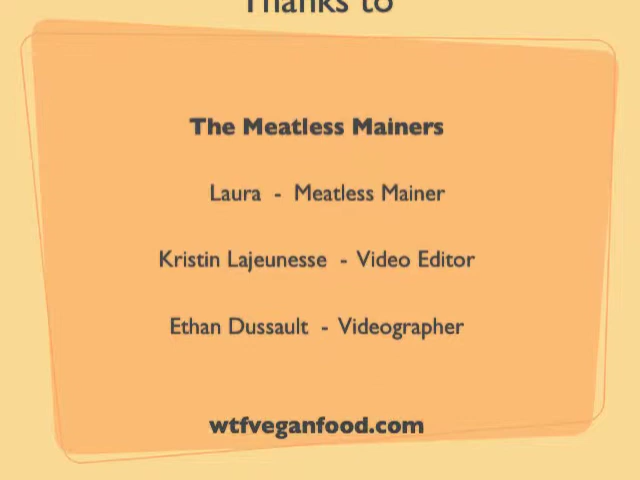 Thanks to
The Meatless Mainers
Laura - Meatless Mainer
Kristin Lajeunesse - Video Editor
Ethan Dussault - Videographer
wtfveganfood.com